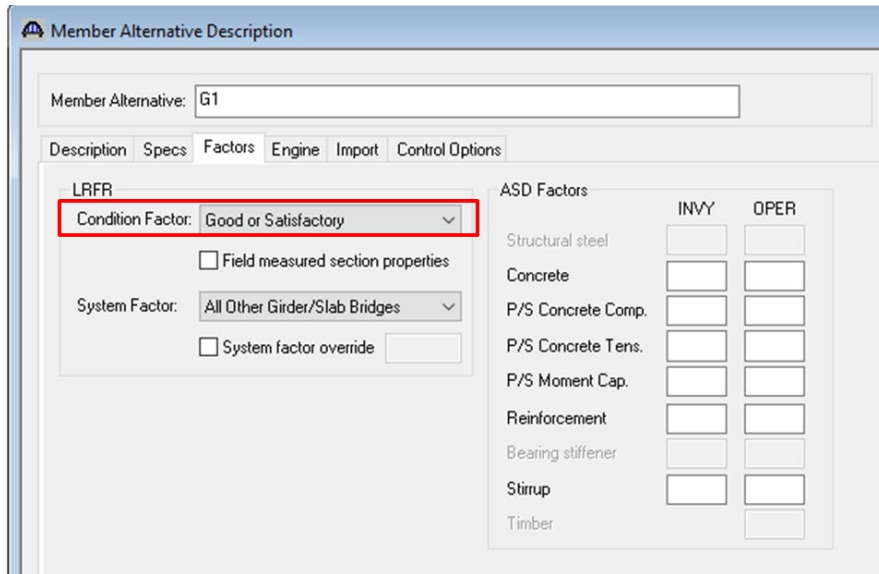 Member Alternative Description
Member Alternative: G1
Description Specs Factors Engine Import Control Options
LRFR
Condition Factor: Good or Satisfactory
Field measured section properties
System Factor: All Other Girder/Slab Bridges
System factor override
ASD Factors
INVY OPER
Structural steel
Concrete
P/S Concrete Comp.
P/S Concrete Tens.
P/S Moment Cap.
Reinforcement
Bearing stiffener
Stirrup
Timber